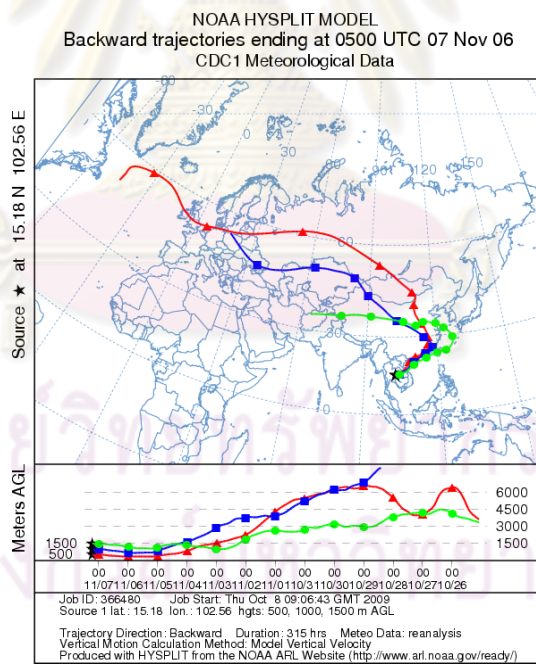 NOAA HYSPLIT MODEL
Backward trajectories ending at 0500 UTC 07 Nov 06
CDC1 Meteorological Data
Source ★ at 15.18 N 102.56 E
-60
-30
0
30
120
150
0
Meters AGL
1500
500
6000
4500
3000
1500
00 00 00 00 00 00 00 00 00 00 00 00 00
11/07 11/06 11/05 11/04 11/03 11/02 11/01 10/31 10/30 10/29 10/28 10/27 10/26
Job ID: 366480 Job Start: Thu Oct 8 09:06:43 GMT 2009
Source 1 lat.: 15.18 lon.: 102.56 hgts: 500, 1000, 1500 m AGL
Trajectory Direction: Backward Duration: 315 hrs Meteo Data: reanalysis
Vertical Motion Calculation Method: Model Vertical Velocity
Produced with HYSPLIT from the NOAA ARL Website (http://www.arl.noaa.gov/ready/)